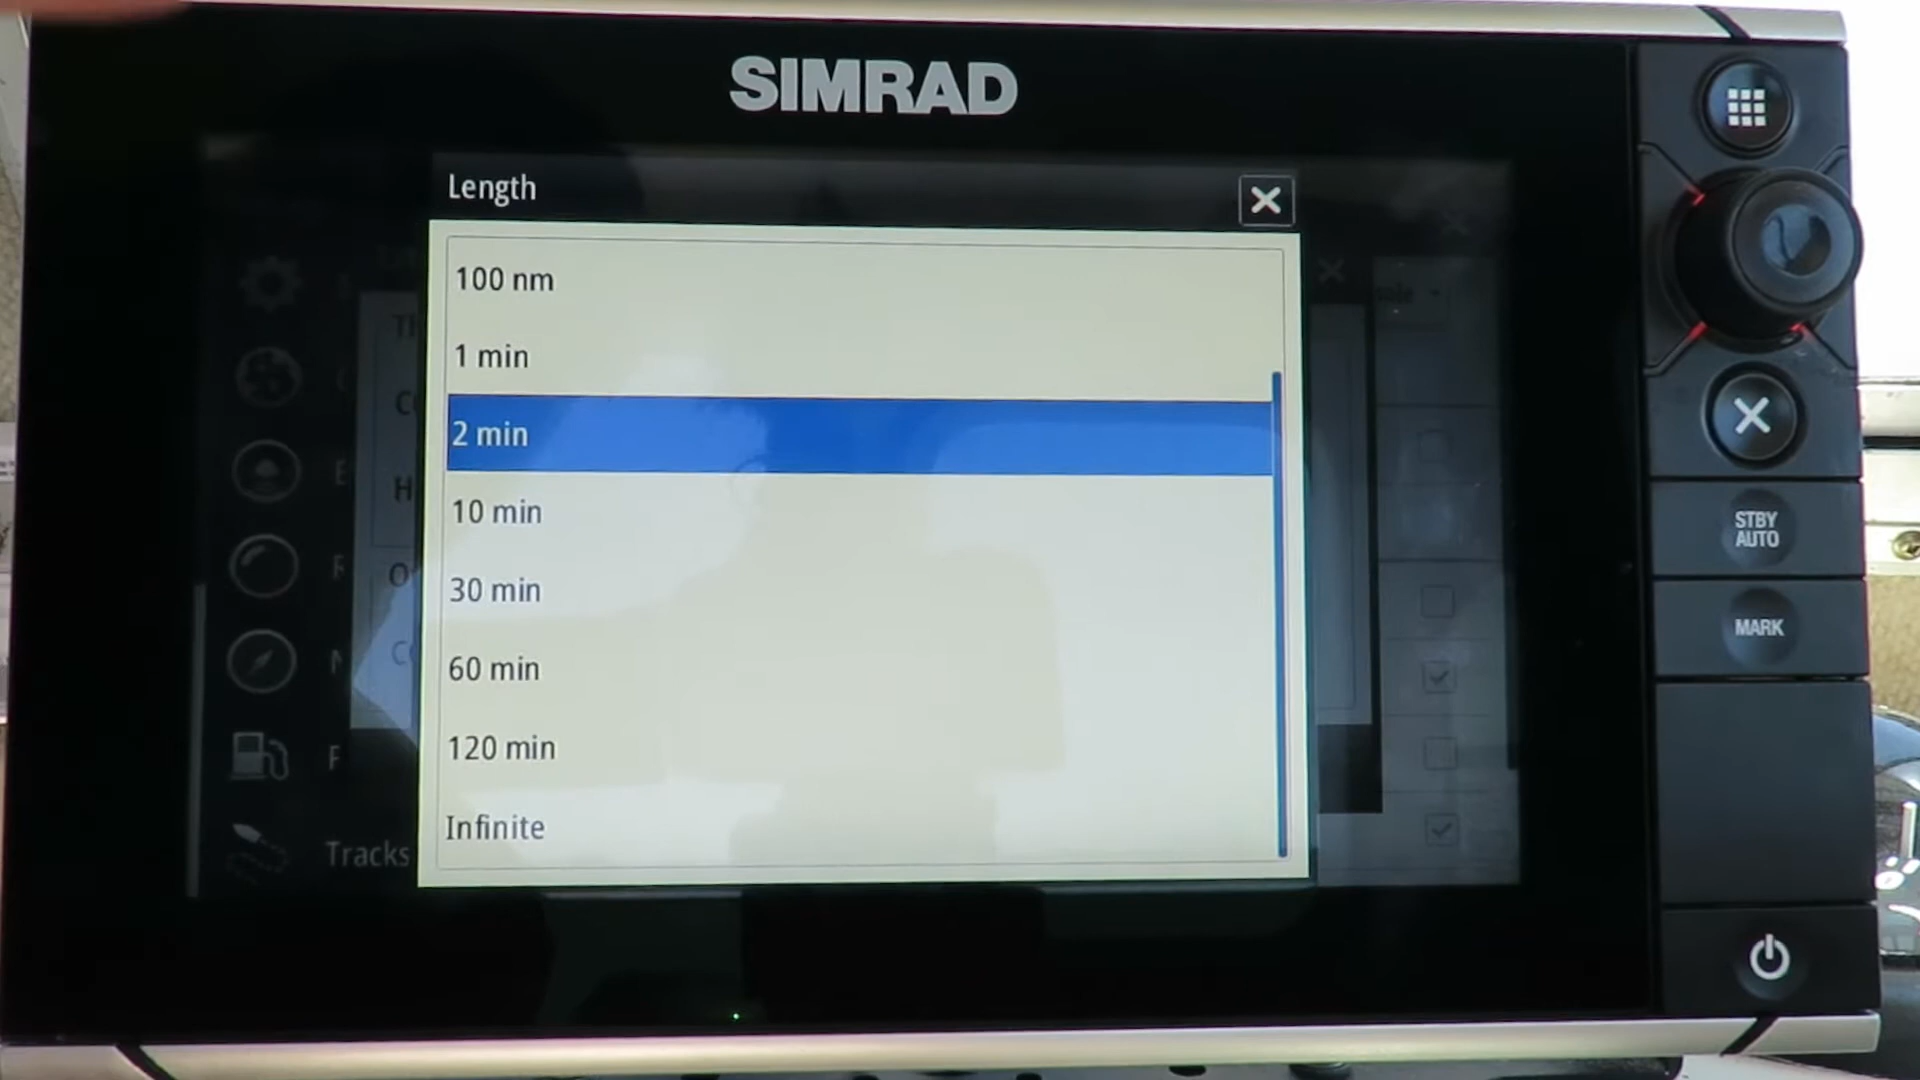 SIMRAD
Length
100 nm
1 min
2 min
10 min
30 min
60 min
120 min
Infinite
Tracks
STBY
AUTO
MARK